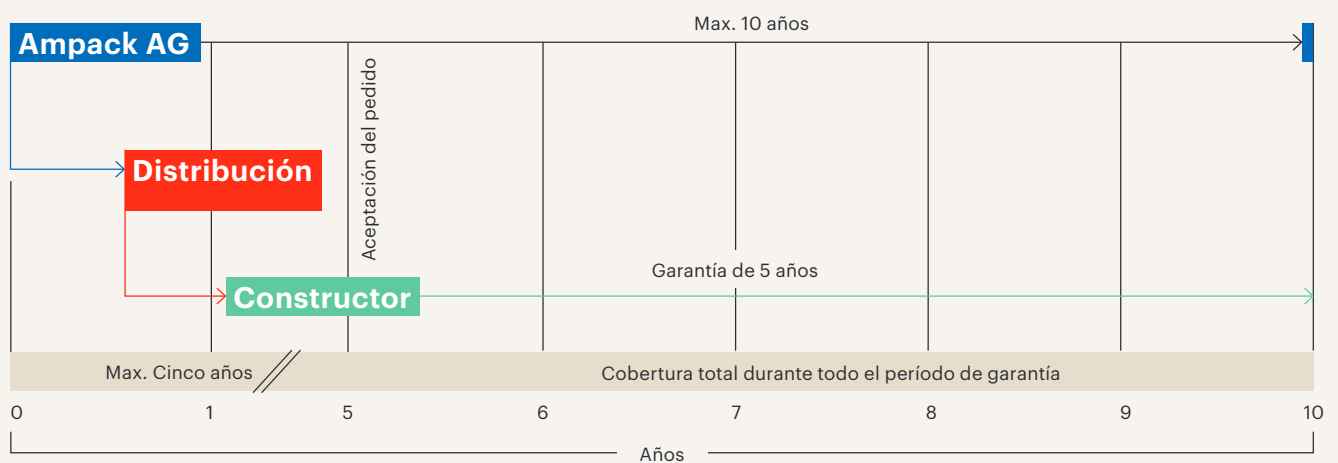 Max. 10 años
Ampack AG
Aceptación del pedido
Distribución
Garantía de 5 años
Constructor
Max. Cinco años
Cobertura total durante todo el período de garantía
0 1 5 6 7 8 9 10
Años